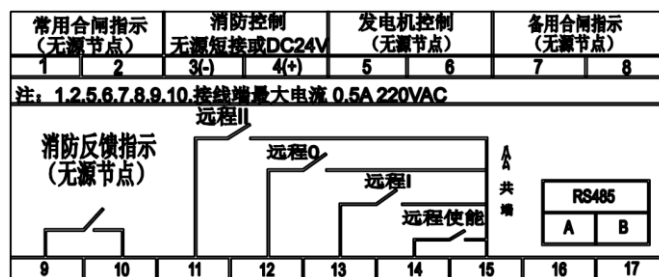 常用合闸指示 消防控制 发电机控制 备用合闸指示
（无源节点） 无源短接或DC24V （无源节点） （无源节点）
1 2 3(-) 4(+) 5 6 7 8
注：1.2.5.6.7.8.9.10.接线端最大电流 0.5A 220VAC
远程II
消防反馈指示 远程0
（无源节点） 远程I
远程使能
共端
RS485
A B
9 10 11 12 13 14 15 16 17